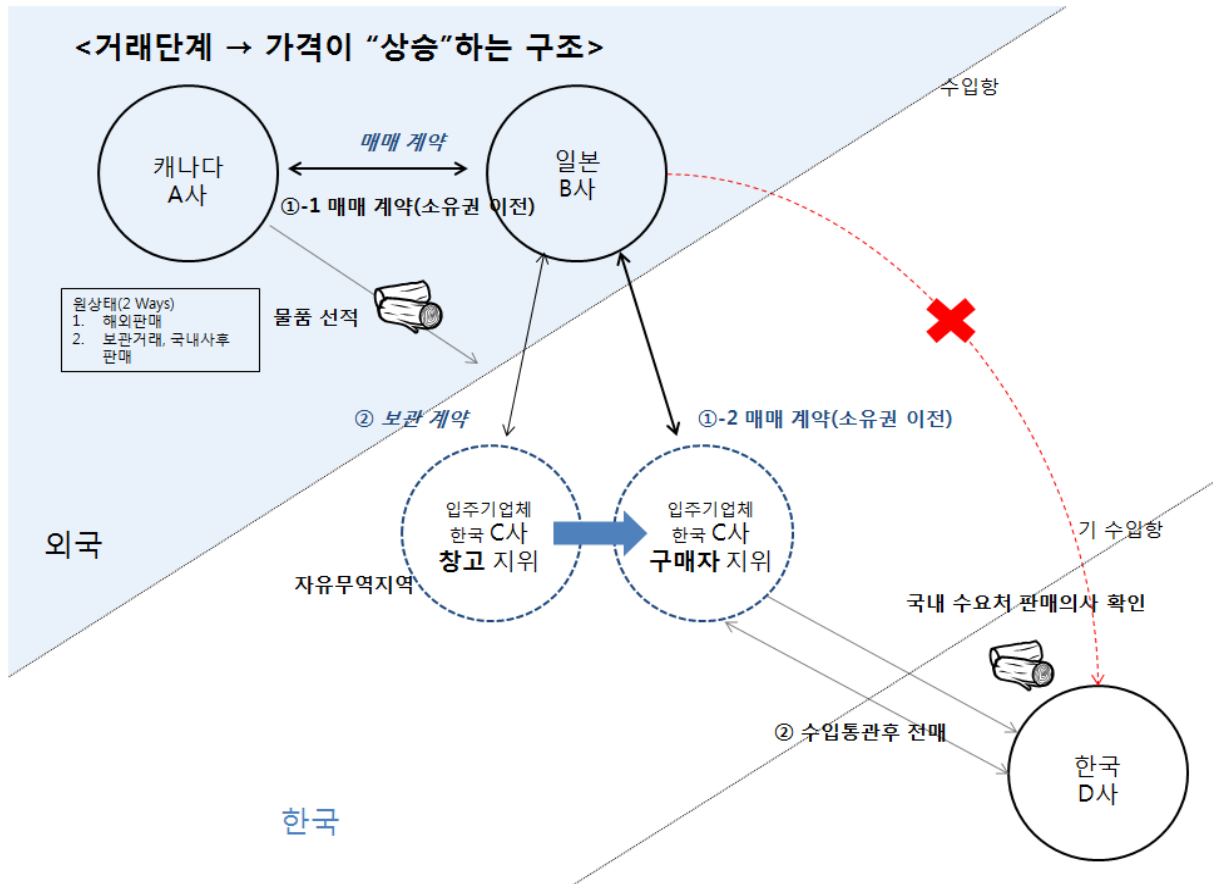 <거래단계 → 가격이 “상승”하는 구조>
수입항
캐나다
A사
매매 계약
일본
B사
①-1 매매 계약(소유권 이전)
원상태(2 Ways)
1. 해외판매
2. 보관거래, 국내사후
판매
물품 선적
② 보관 계약
①-2 매매 계약(소유권 이전)
입주기업체
한국 C사
창고 지위
입주기업체
한국 C사
구매자 지위
외국
자유무역지역
기 수입항
국내 수요처 판매의사 확인
② 수입통관후 전매
한국
D사
한국